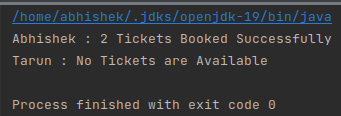 /home/abhishek/.jdks/openjdk-19/bin/java
Abhishek : 2 Tickets Booked Successfully
Tarun : No Tickets are Available
Process finished with exit code 0